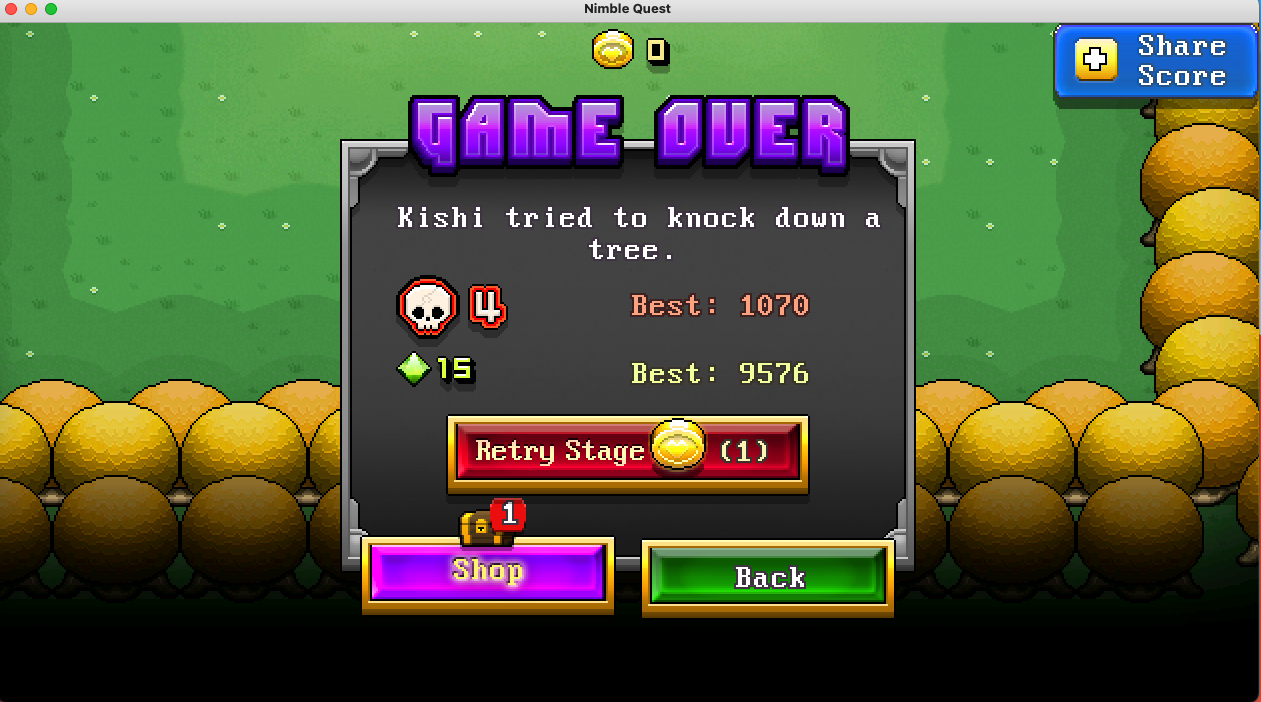 Nimble Quest
0
Share
Score
GAME OVER
Kishi tried to knock down a
tree.
4
Best: 1070
15
Best: 9576
Retry Stage (1)
1
Shop
Back